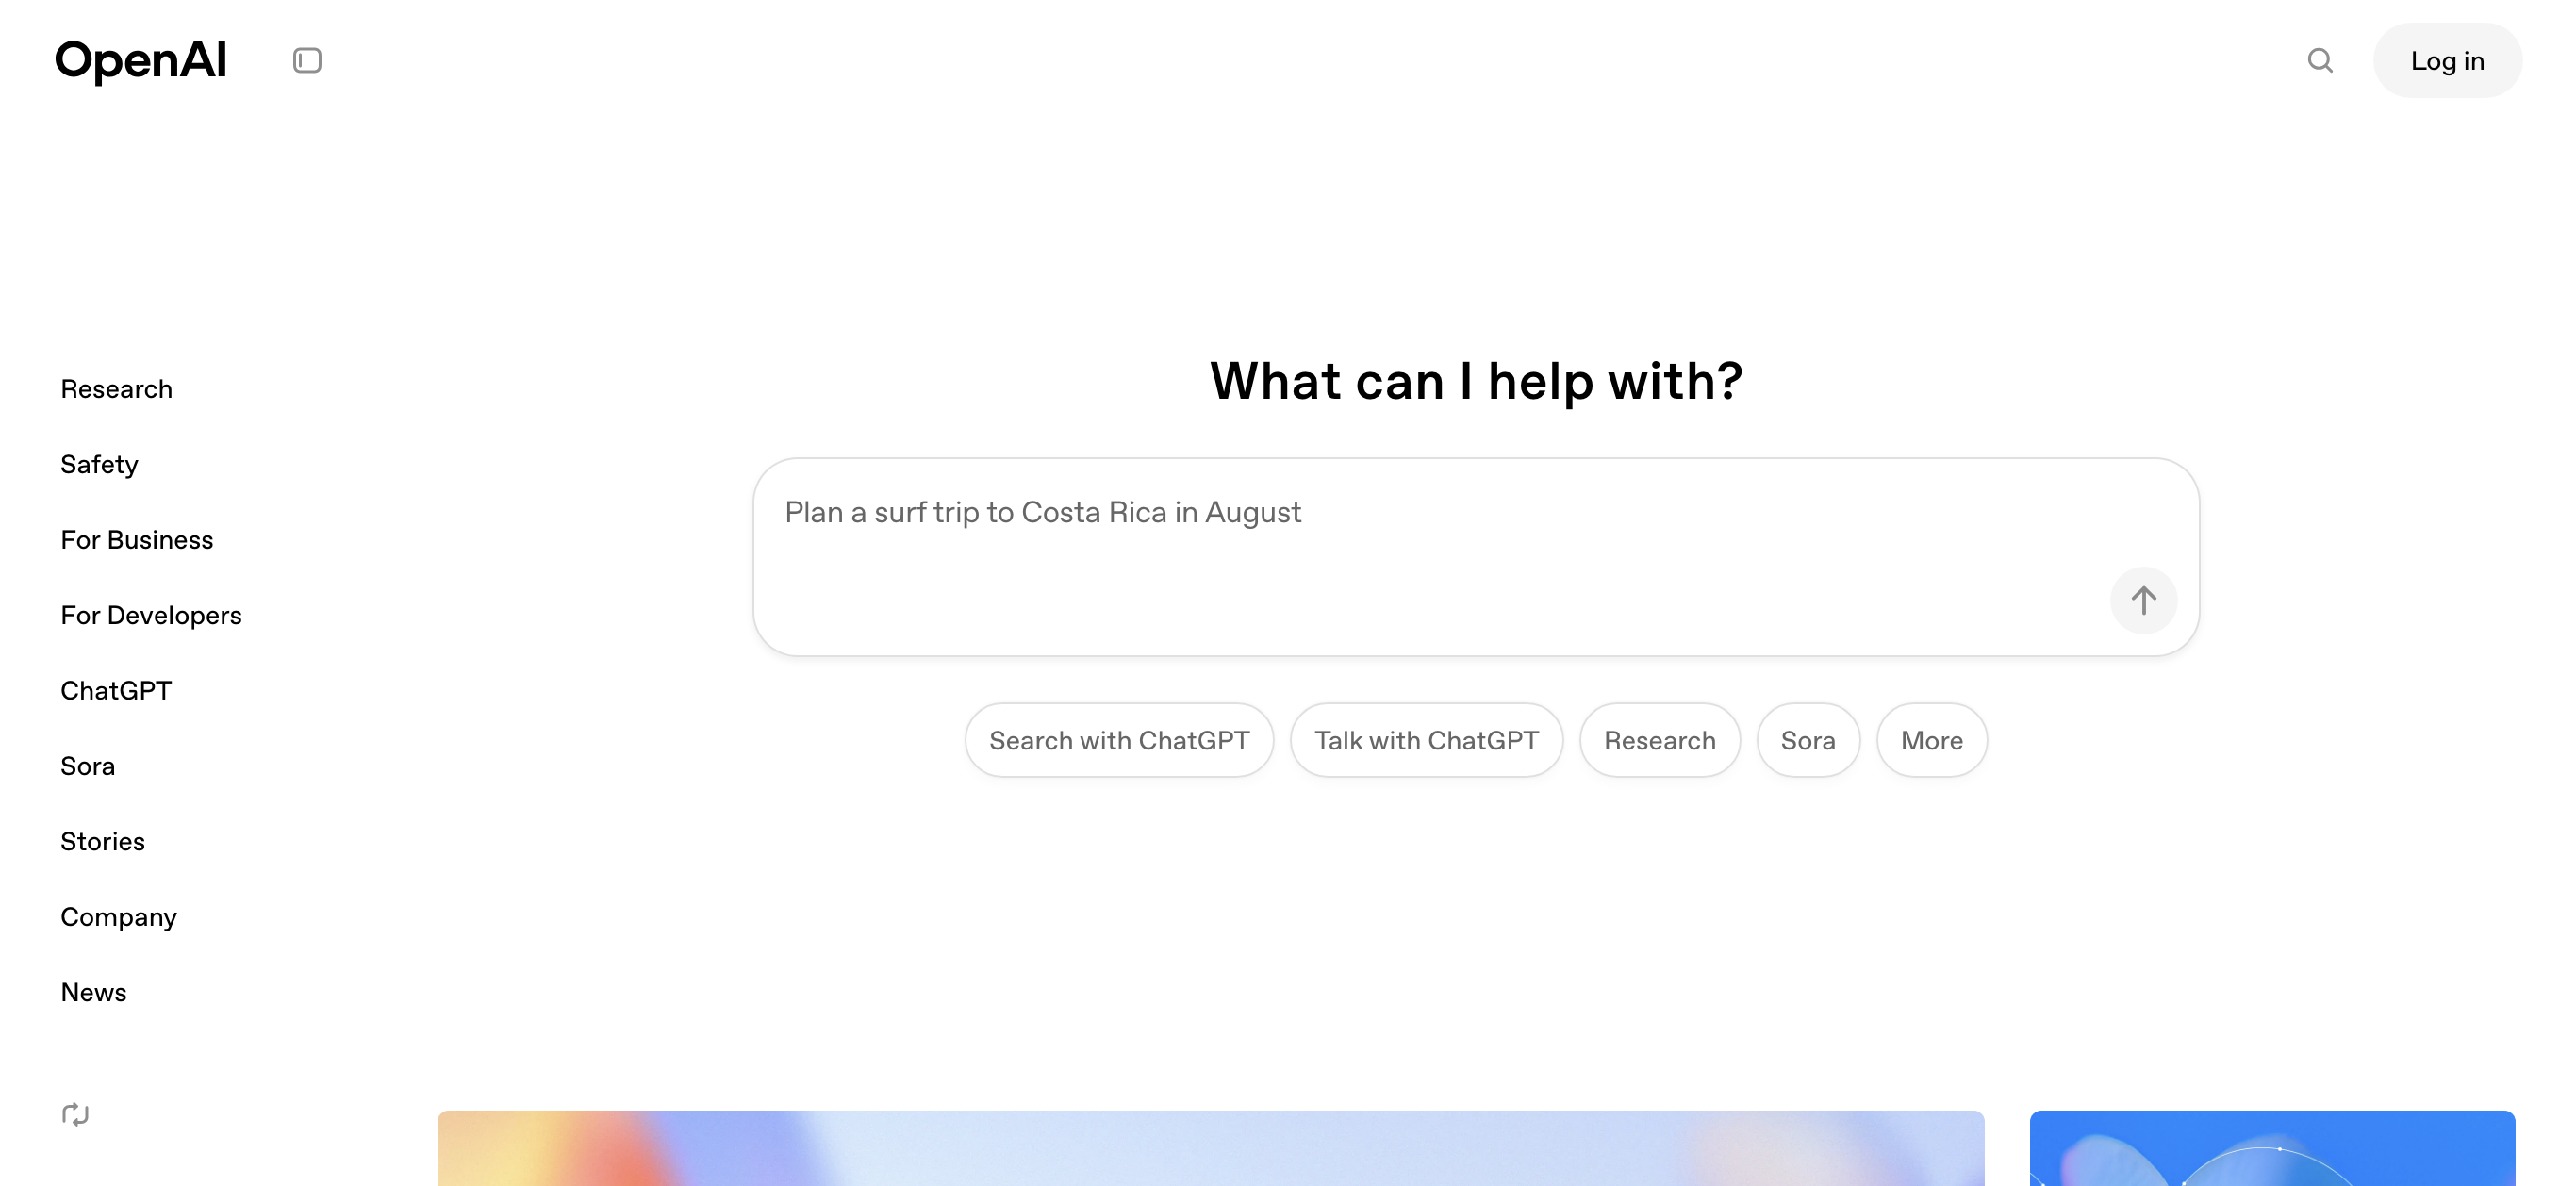 OpenAI
Log in
Research
Safety
For Business
For Developers
ChatGPT
Sora
Stories
Company
News
What can I help with?
Plan a surf trip to Costa Rica in August
Search with ChatGPT
Talk with ChatGPT
Research
Sora
More